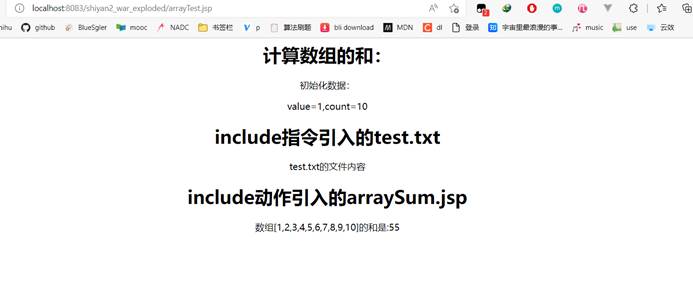 localhost:8083/shiyan2_war_exploded/arrayTest.jsp
A
2
nihu github BlueSgler mooc NADC 书签栏 p 算法刷题 bli download MDN dl 登录 宇宙里最浪漫的事... music use 云效
计算数组的和：
初始化数据：
value=1,count=10
include指令引入的test.txt
test.txt的文件内容
include动作引入的arraySum.jsp
数组[1,2,3,4,5,6,7,8,9,10]的和是:55